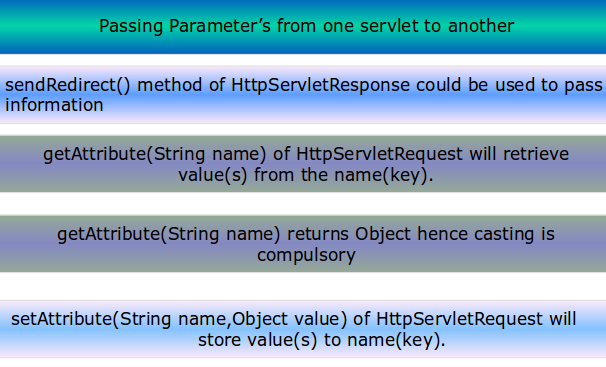 Passing Parameter's from one servlet to another
sendRedirect() method of HttpServletResponse could be used to pass
information
getAttribute(String name) of HttpServletRequest will retrieve
value(s) from the name(key).
getAttribute(String name) returns Object hence casting is
compulsory
setAttribute(String name,Object value) of HttpServletRequest will
store value(s) to name(key).